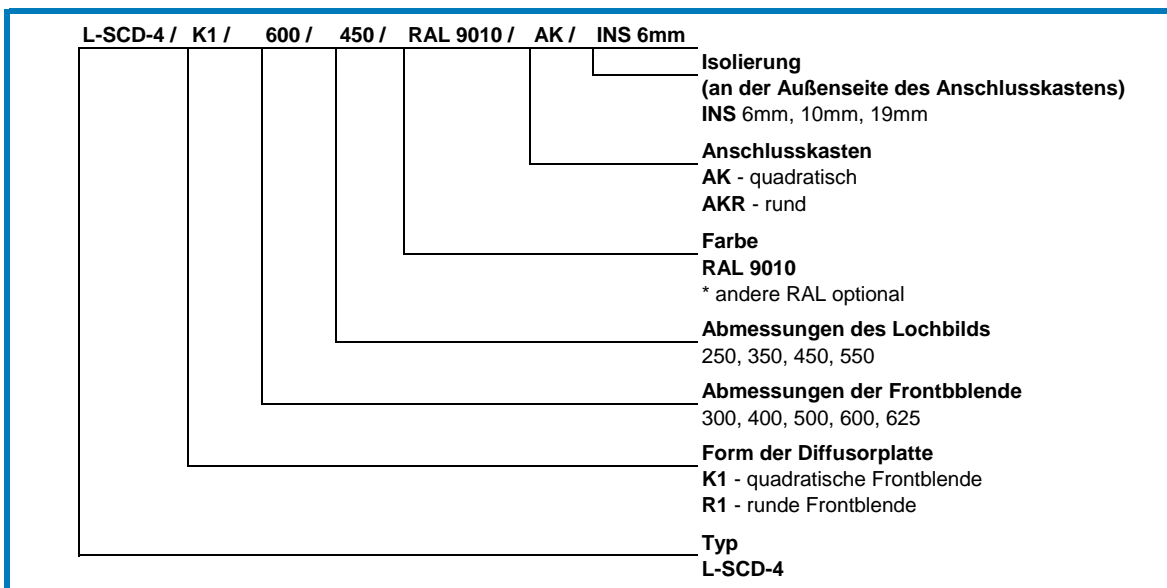 L-SCD-4 / K1 / 600 / 450 / RAL 9010 / AK / INS 6mm
Isolierung
(an der Außenseite des Anschlusskastens)
INS 6mm, 10mm, 19mm
Anschlusskasten
AK - quadratisch
AKR - rund
Farbe
RAL 9010
* andere RAL optional
Abmessungen des Lochbilds
250, 350, 450, 550
Abmessungen der Frontbblende
300, 400, 500, 600, 625
Form der Diffusorplatte
K1 - quadratische Frontblende
R1 - runde Frontblende
Typ
L-SCD-4